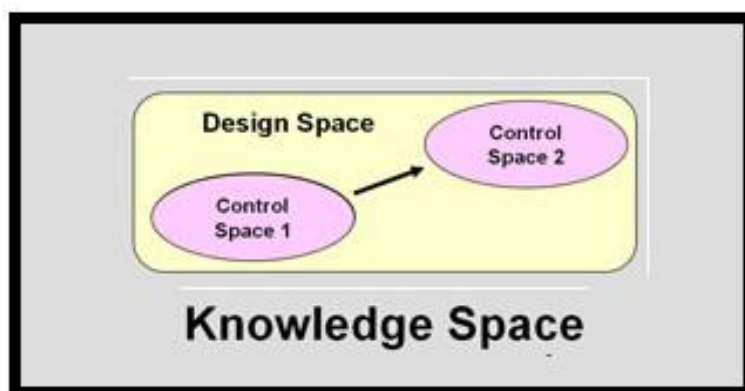 Design Space
Control
Space 2
Control
Space 1
Knowledge Space